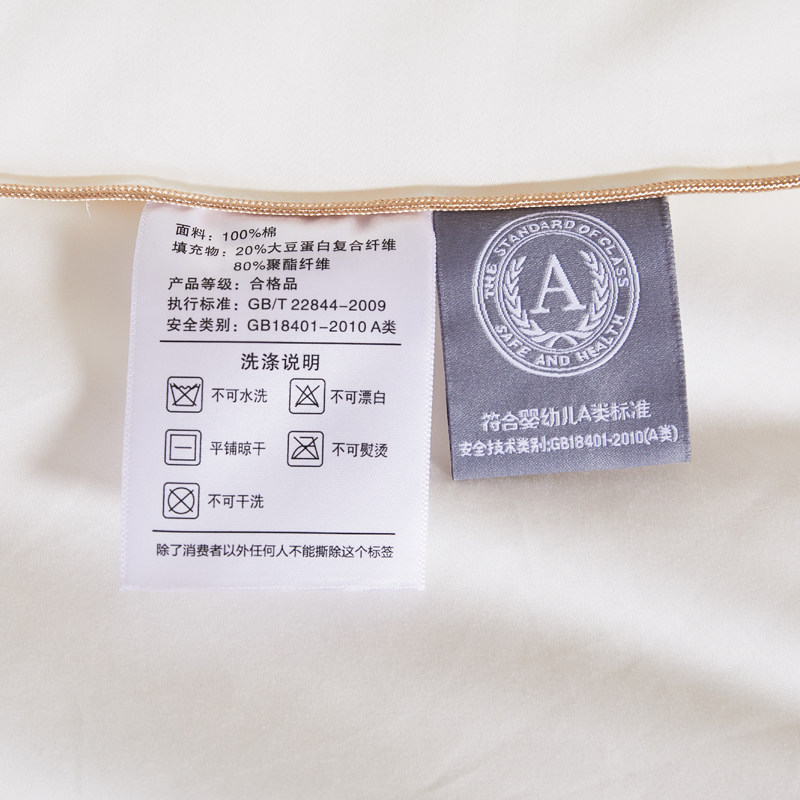 面料：100%棉
填充物：20%大豆蛋白复合纤维
80%聚酯纤维
产品等级：合格品
执行标准：GB/T 22844-2009
安全类别：GB18401-2010 A类
洗涤说明
不可水洗
不可漂白
平铺晾干
不可熨烫
不可干洗
除了消费者以外任何人不能撕除这个标签
THE STANDARD OF CLASS
A
SAFE AND HEALTH
符合婴幼儿A类标准
安全技术类别:GB18401-2010(A类)